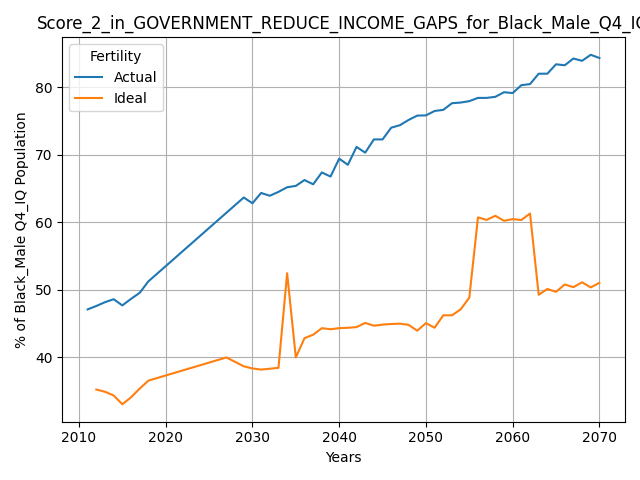 Score_2_in_GOVERNMENT_REDUCE_INCOME_GAPS_for_Black_Male_Q4_IQ
Fertility
Actual
Ideal
% of Black_Male Q4_IQ Population
80
70
60
50
40
2010 2020 2030 2040 2050 2060 2070
Years